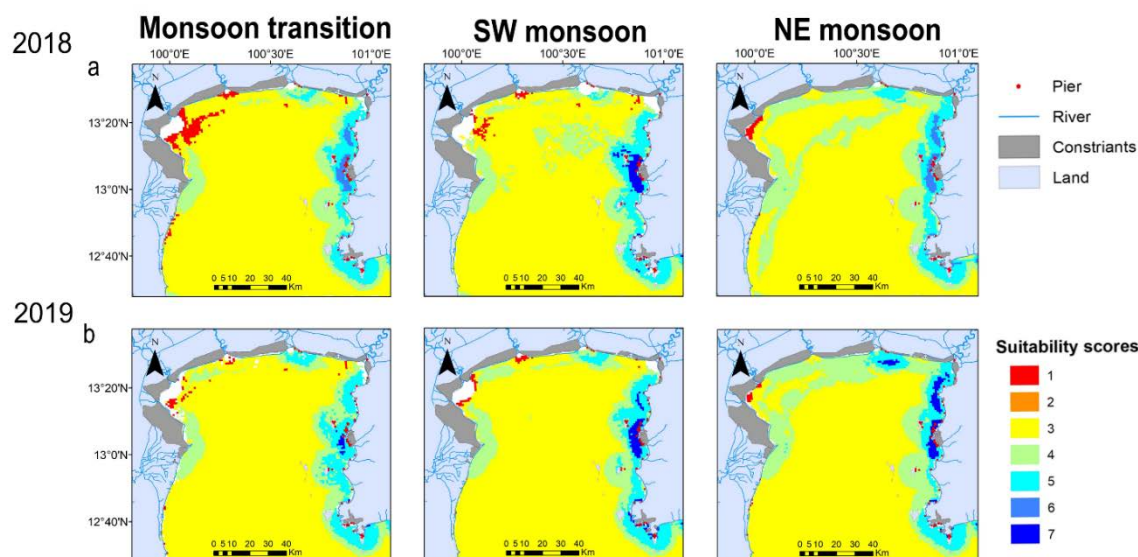 Monsoon transition SW monsoon NE monsoon
2018
100°0'E 100°30'E 101°0'E 100°0'E 100°30'E 101°0'E 100°0'E 100°30'E 101°0'E
a
N N N
13°20'N
13°0'N
12°40'N
0 5 10 20 30 40 Km
0 5 10 20 30 40 Km
0 5 10 20 30 40 Km
Pier
River
Constriants
Land
2019
b
N N N
13°20'N
13°0'N
12°40'N
0 5 10 20 30 40 Km
0 5 10 20 30 40 Km
0 5 10 20 30 40 Km
Suitability scores
1
2
3
4
5
6
7